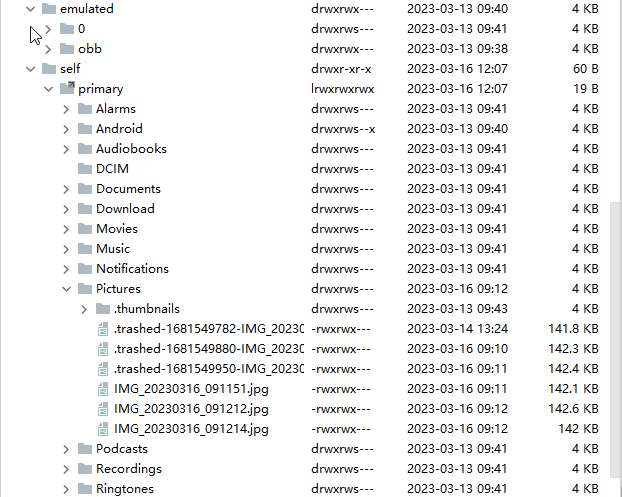 emulated drwxrwx--- 2023-03-13 09:40 4 KB
0 drwxrws--- 2023-03-13 09:41 4 KB
obb drwxrws--- 2023-03-13 09:38 4 KB
self drwxr-xr-x 2023-03-16 12:07 60 B
primary lrwxrwxrwx 2023-03-16 12:07 19 B
Alarms drwxrws--- 2023-03-13 09:41 4 KB
Android drwxrws--x 2023-03-13 09:40 4 KB
Audiobooks drwxrws--- 2023-03-13 09:41 4 KB
DCIM drwxrws--- 2023-03-13 09:41 4 KB
Documents drwxrws--- 2023-03-13 09:41 4 KB
Download drwxrws--- 2023-03-13 09:41 4 KB
Movies drwxrws--- 2023-03-13 09:41 4 KB
Music drwxrws--- 2023-03-13 09:41 4 KB
Notifications drwxrws--- 2023-03-13 09:41 4 KB
Pictures drwxrws--- 2023-03-16 09:12 4 KB
.thumbnails drwxrws--- 2023-03-13 09:43 4 KB
.trashed-1681549782-IMG_20230 -rwxrwx--- 2023-03-14 13:24 141.8 KB
.trashed-1681549880-IMG_20230 -rwxrwx--- 2023-03-16 09:10 142.3 KB
.trashed-1681549950-IMG_20230 -rwxrwx--- 2023-03-16 09:11 142.4 KB
IMG_20230316_091151.jpg -rwxrwx--- 2023-03-16 09:11 142.1 KB
IMG_20230316_091212.jpg -rwxrwx--- 2023-03-16 09:12 142.6 KB
IMG_20230316_091214.jpg -rwxrwx--- 2023-03-16 09:12 142 KB
Podcasts drwxrws--- 2023-03-13 09:41 4 KB
Recordings drwxrws--- 2023-03-13 09:41 4 KB
Ringtones drwxrws--- 2023-03-13 09:41 4 KB